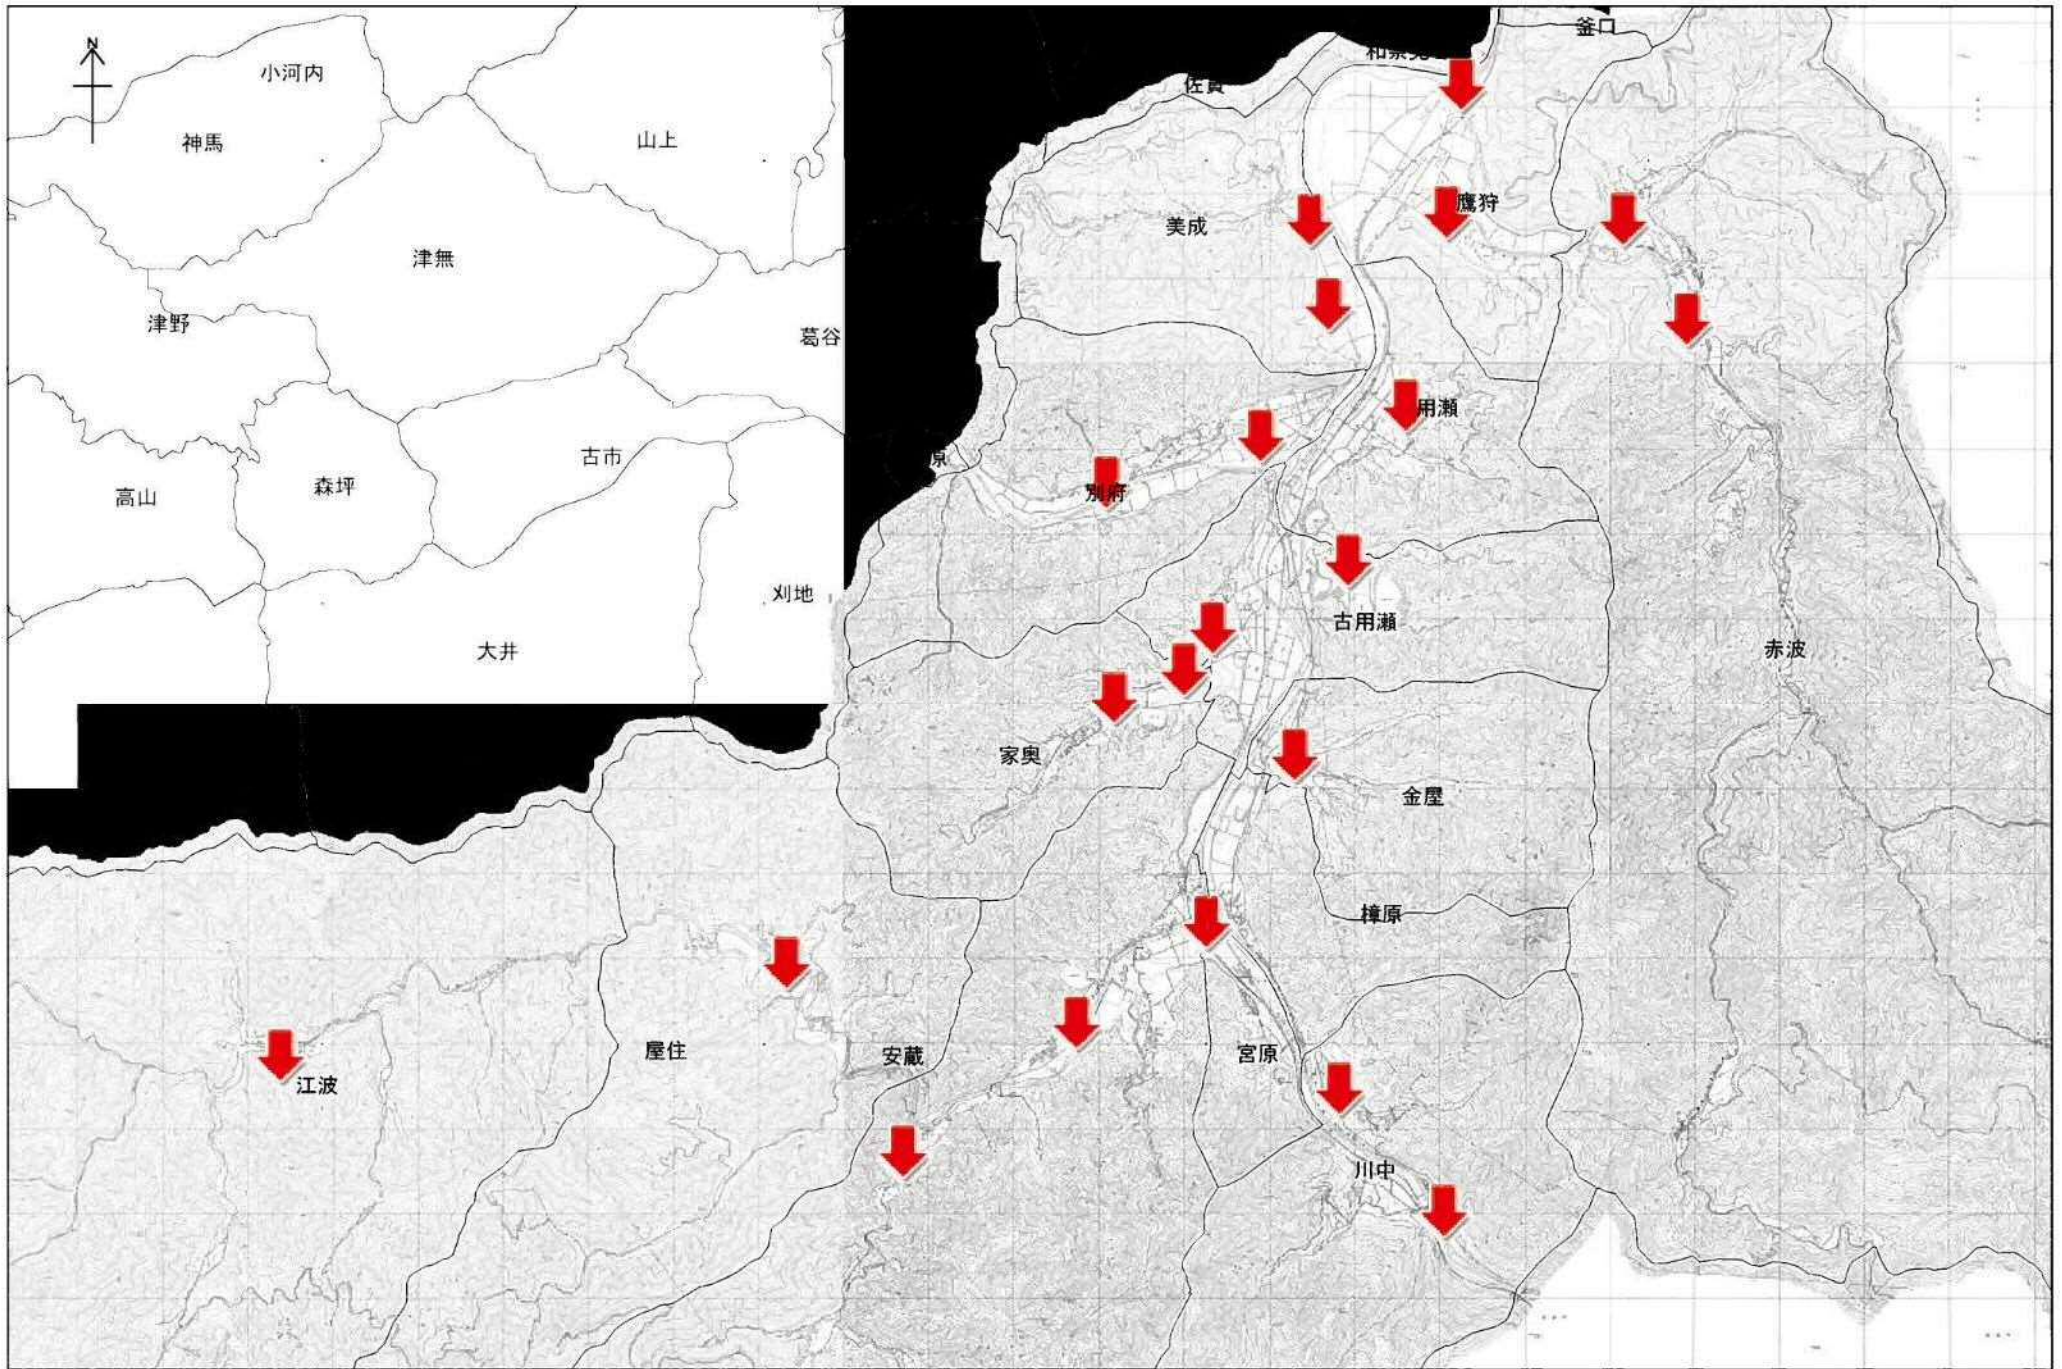 N
釜口
小河内
佐貫
神馬
山上
鷹狩
美成
津無
津野
葛谷
用瀬
古市
原
森坪
別府
高山
刈地
古用瀬
大井
赤波
家奥
金屋
樟原
屋住
安蔵
宮原
江波
川中